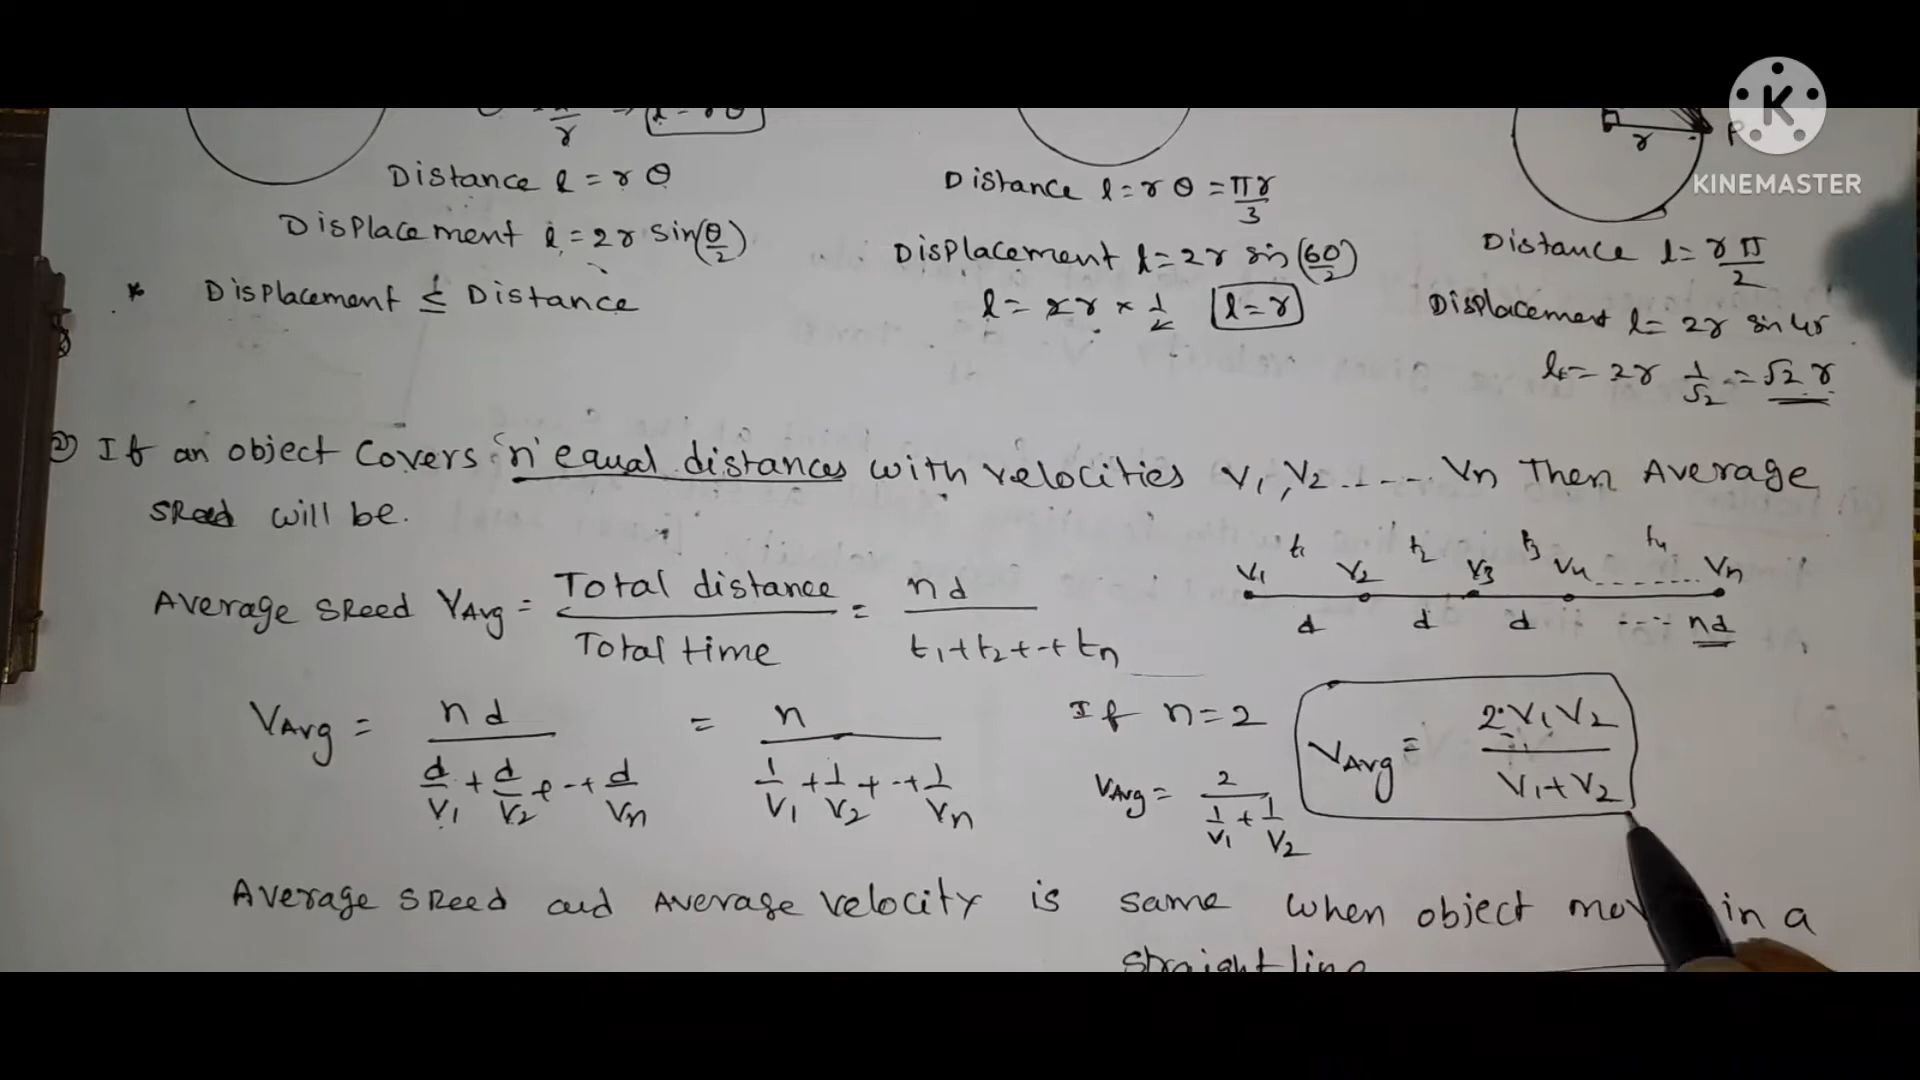 K
KINEMASTER
r
Distance l = r θ
Displacement l = 2r sin(θ/2)
* Displacement ≤ Distance
Distance l = r θ = πr/3
Displacement l = 2r sin(60/2)
l = 2r × 1/2 l = r
Distance l = r π/2
Displacement l = 2r sin 45
l = 2r 1/√2 = √2 r
② If an object covers 'n' equal distances with velocities V1, V2 ...... Vn Then Average
speed will be.
t1 t2 t3 t4
V1 V2 V3 V4 ....... Vn
d d d ---- nd
Average speed VAvg = Total distance/Total time = nd/t1+t2+-+tn
VAvg = nd/d/V1+d/V2+-+d/Vn = n/1/V1+1/V2+-+1/Vn
If n=2
VAvg = 2/1/V1+1/V2
VAvg = 2V1V2/V1+V2
Average speed and average velocity is same when object in a
straight line